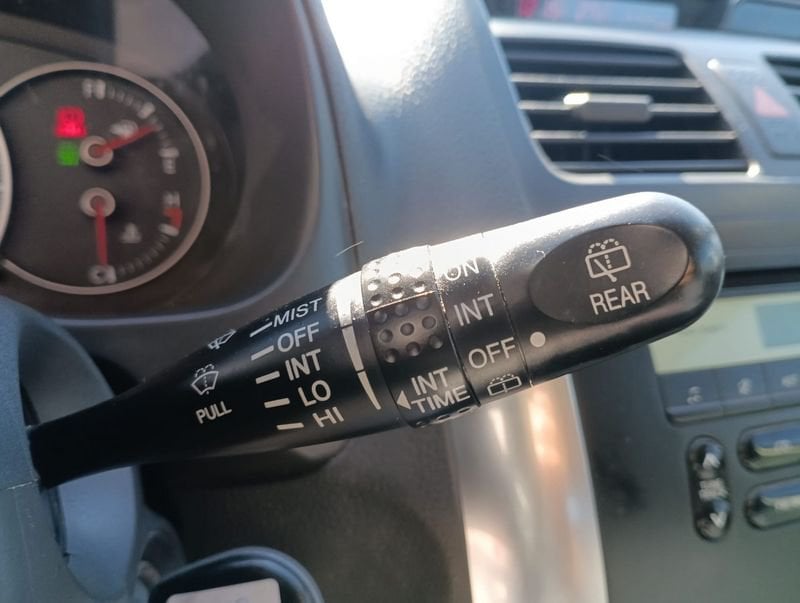 MIST
OFF
INT
LO
HI
PULL
INT
TIME
ON
INT
OFF
REAR